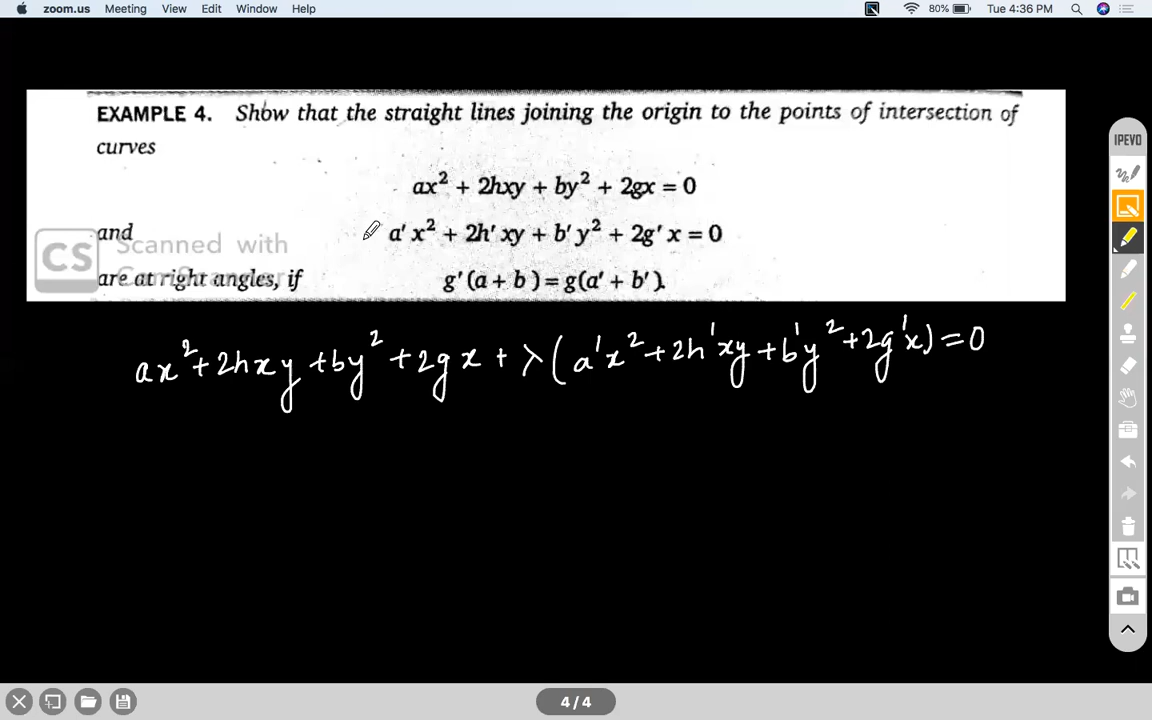 zoom.us Meeting View Edit Window Help 80% Tue 4:36 PM
EXAMPLE 4. Show that the straight lines joining the origin to the points of intersection of
curves
ax² + 2hxy + by² + 2gx = 0
and a′x² + 2h′xy + b′y² + 2g′x = 0
CS Scanned with
are at right angles, if g′(a + b) = g(a′ + b′).
IPEVO
ax² + 2hxy + by² + 2gx + λ(a'x² + 2h'xy + b'y² + 2g'x) = 0
4/4